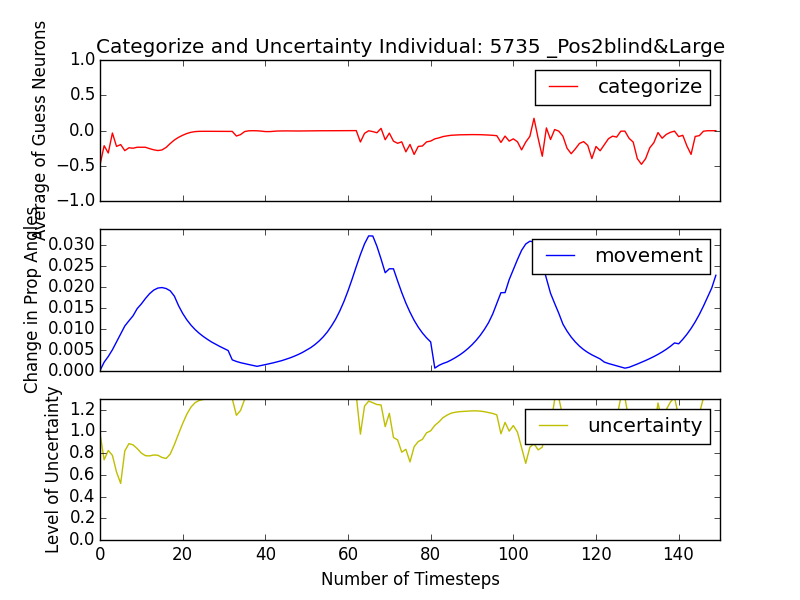 Categorize and Uncertainty Individual: 5735 _Pos2blind&Large
Average of Guess Neurons
1.0
0.5
0.0
−0.5
−1.0
categorize
Change in Prop Angles
0.030
0.025
0.020
0.015
0.010
0.005
0.000
movement
Level of Uncertainty
1.2
1.0
0.8
0.6
0.4
0.2
0.0
uncertainty
0 20 40 60 80 100 120 140
Number of Timesteps